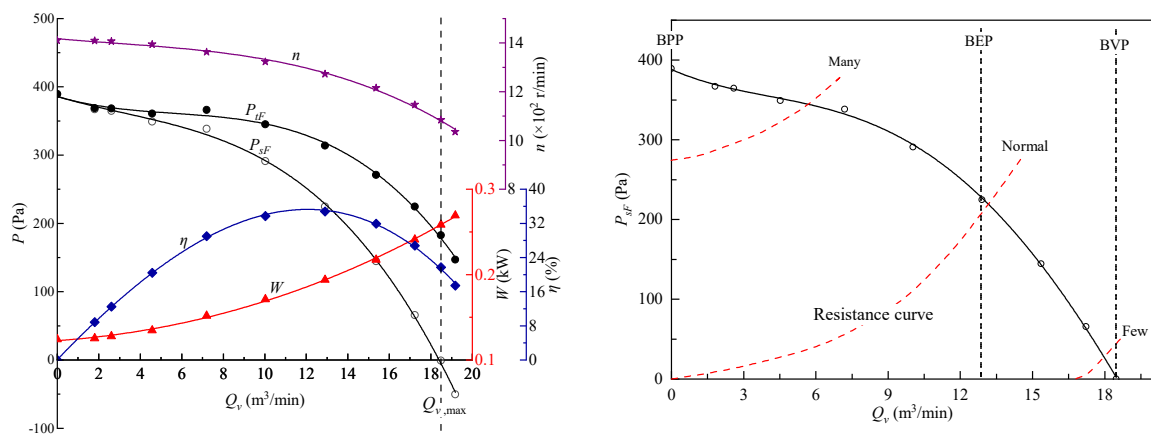 500
400
300
200
100
0
-100
P (Pa)
0 2 4 6 8 10 12 14 16 18 20
Q_v (m³/min)
Q_v,max
n
P_tF
P_sF
η
W
14
12
10
8
n (×10² r/min)
0.3
0.2
0.1
W (kW)
40
32
24
16
8
0
η (%)
BPP
BEP
BVP
400
300
200
400
0
P_sF (Pa)
Many
Normal
Resistance curve
Few
0 3 6 9 12 15 18
Q_v (m³/min)